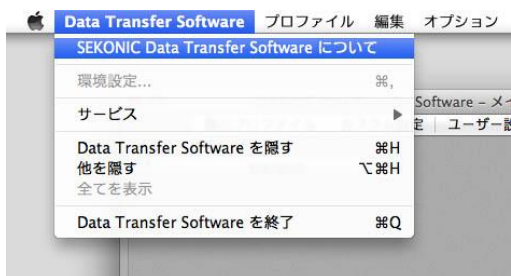 Data Transfer Software プロファイル 編集 オプション
SEKONIC Data Transfer Software について
環境設定... ⌘,
サービス ▶
Data Transfer Software を隠す ⌘H
他を隠す ⌥⌘H
全てを表示
Data Transfer Software を終了 ⌘Q
Software – メイ
定 ユーザー設